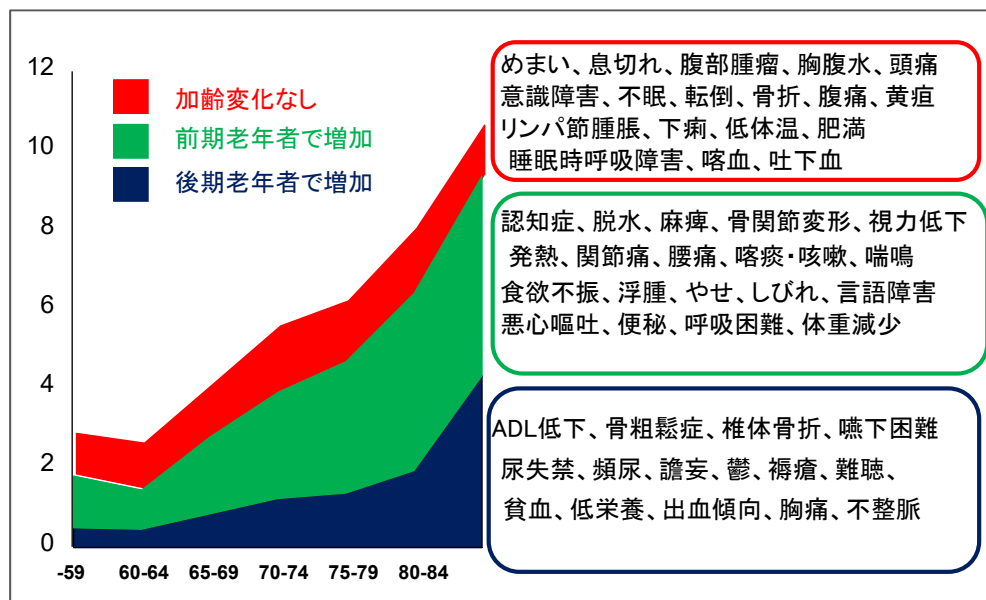 12
10
8
6
4
2
0
-59
60-64
65-69
70-74
75-79
80-84
加齢変化なし
前期老年者で増加
後期老年者で増加
めまい、息切れ、腹部腫瘤、胸腹水、頭痛
意識障害、不眠、転倒、骨折、腹痛、黄疸
リンパ節腫脹、下痢、低体温、肥満
睡眠時呼吸障害、喀血、吐下血
認知症、脱水、麻痺、骨関節変形、視力低下
発熱、関節痛、腰痛、喀痰・咳嗽、喘鳴
食欲不振、浮腫、やせ、しびれ、言語障害
悪心嘔吐、便秘、呼吸困難、体重減少
ADL低下、骨粗鬆症、椎体骨折、嚥下困難
尿失禁、頻尿、譫妄、鬱、褥瘡、難聴、
貧血、低栄養、出血傾向、胸痛、不整脈